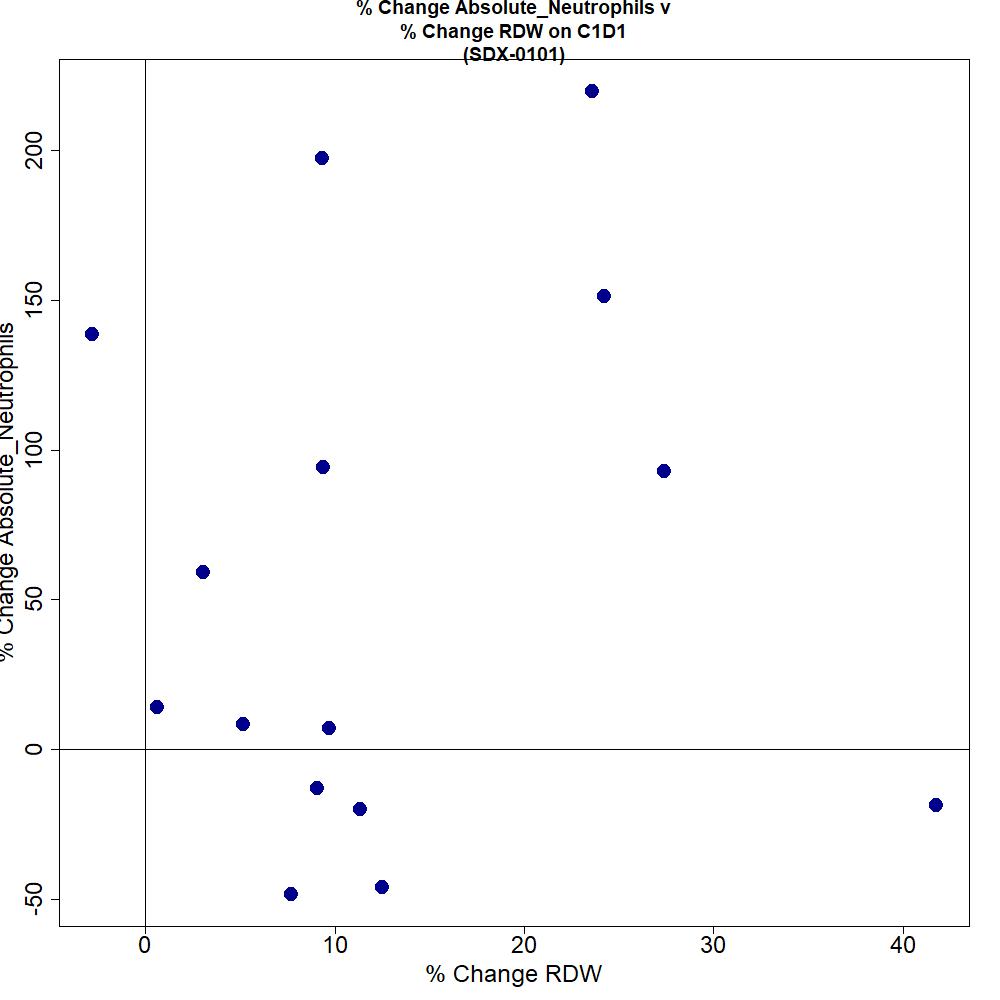 % Change Absolute_Neutrophils v
% Change RDW on C1D1
(SDX-0101)
% Change Absolute_Neutrophils
200
150
100
50
0
-50
0
10
20
30
40
% Change RDW